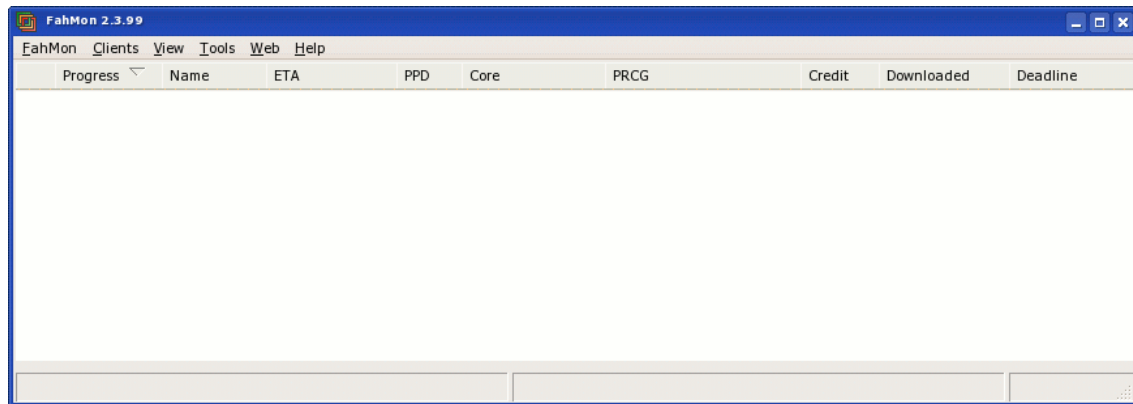 FahMon 2.3.99
FahMon Clients View Tools Web Help
Progress Name ETA PPD Core PRCG Credit Downloaded Deadline